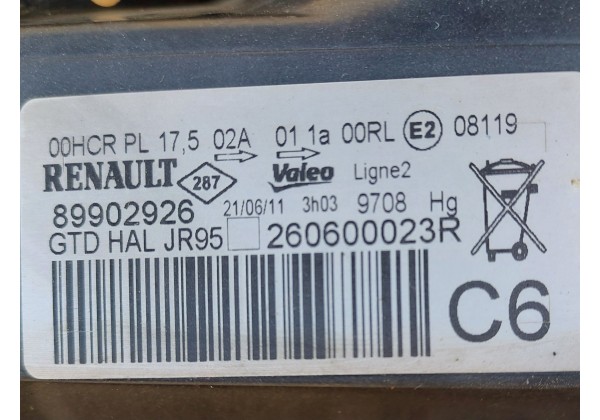 00HCR PL 17,5 02A 01 1a 00RL E2 08119
RENAULT 287 Valeo Ligne2
89902926 21/06/11 3h03 9708 Hg
GTD HAL JR95 260600023R
C6